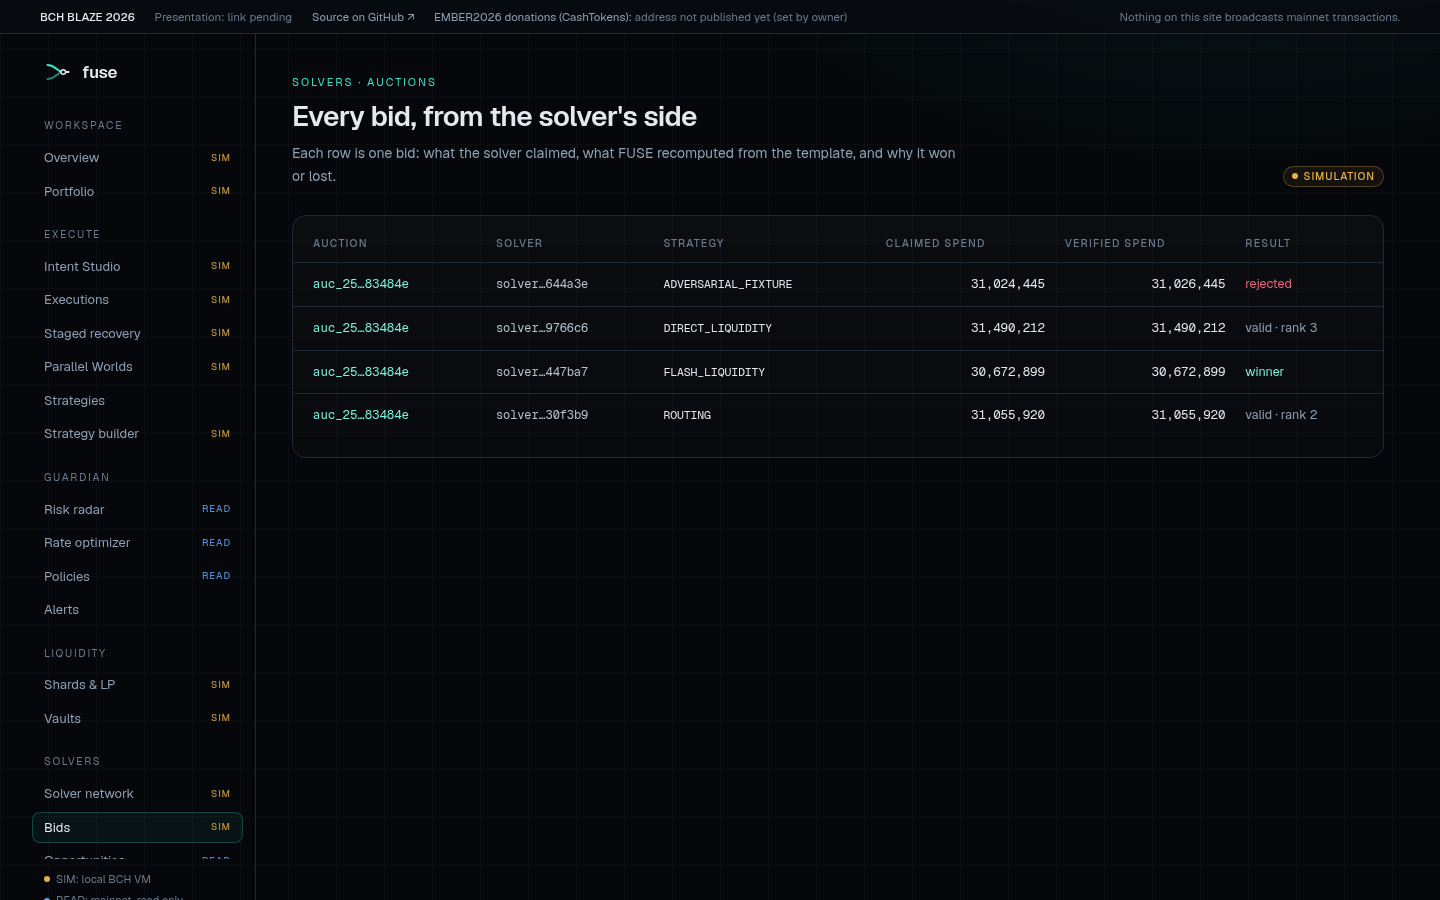 BCH BLAZE 2026 Presentation: link pending Source on GitHub ↗ EMBER2026 donations (CashTokens): address not published yet (set by owner) Nothing on this site broadcasts mainnet transactions.
fuse
WORKSPACE
Overview SIM
Portfolio SIM
EXECUTE
Intent Studio SIM
Executions SIM
Staged recovery SIM
Parallel Worlds SIM
Strategies
Strategy builder SIM
GUARDIAN
Risk radar READ
Rate optimizer READ
Policies READ
Alerts
LIQUIDITY
Shards & LP SIM
Vaults SIM
SOLVERS
Solver network SIM
Bids SIM
Opportunities READ
SIM: local BCH VM
READ: mainnet, read only
SOLVERS · AUCTIONS
Every bid, from the solver's side
Each row is one bid: what the solver claimed, what FUSE recomputed from the template, and why it won
or lost.
SIMULATION
AUCTION SOLVER STRATEGY CLAIMED SPEND VERIFIED SPEND RESULT
auc_25…83484e solver…644a3e ADVERSARIAL_FIXTURE 31,024,445 31,026,445 rejected
auc_25…83484e solver…9766c6 DIRECT_LIQUIDITY 31,490,212 31,490,212 valid · rank 3
auc_25…83484e solver…447ba7 FLASH_LIQUIDITY 30,672,899 30,672,899 winner
auc_25…83484e solver…30f3b9 ROUTING 31,055,920 31,055,920 valid · rank 2